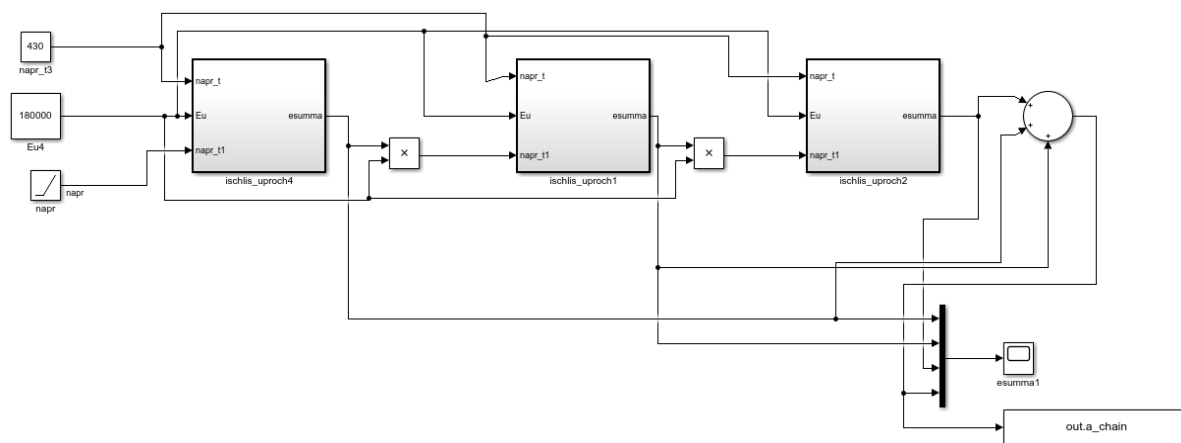 430
napr_t3
180000
Eu4
napr
napr
napr_t
Eu
napr_t1
esumma
ischlis_uproch4
×
napr_t
Eu
napr_t1
esumma
ischlis_uproch1
×
napr_t
Eu
napr_t1
esumma
ischlis_uproch2
+
+
+
esumma1
out.a_chain